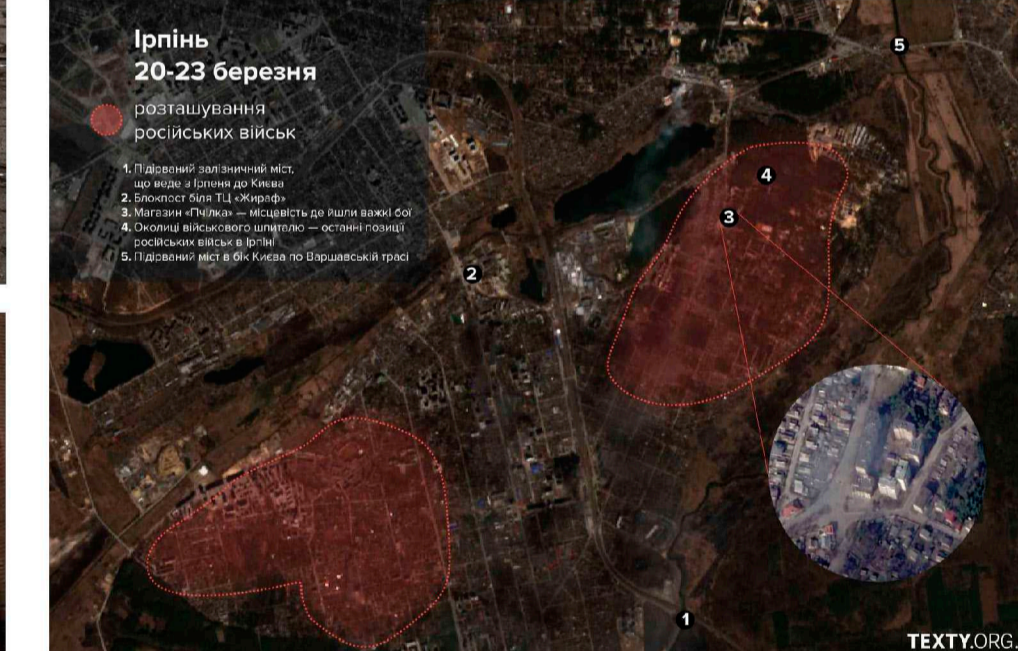 Ірпінь
20-23 березня
розташування
російських військ
1. Підірваний залізничний міст,
що веде з Ірпеня до Києва
2. Блокпост біля ТЦ «Жираф»
3. Магазин «Пчілка» — місцевість де йшли важкі бої
4. Околиці військового шпиталю — останні позиції
російських військ в Ірпіні
5. Підірваний міст в бік Києва по Варшавській трасі
5
4
3
2
1
TEXTY.ORG.